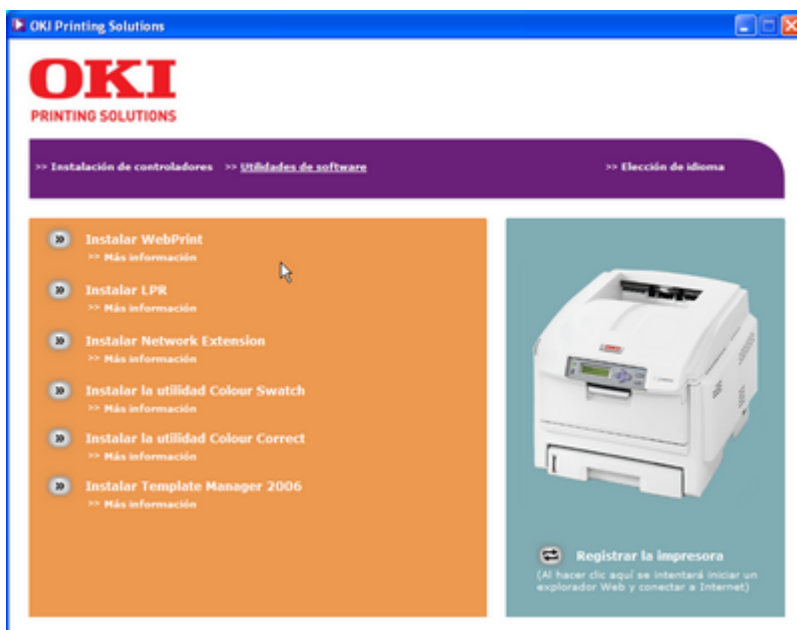 OKI Printing Solutions
OKI
PRINTING SOLUTIONS
>> Instalación de controladores >> Utilidades de software >> Elección de idioma
Instalar WebPrint
>> Más información
Instalar LPR
>> Más información
Instalar Network Extension
>> Más información
Instalar la utilidad Colour Swatch
>> Más información
Instalar la utilidad Colour Correct
>> Más información
Instalar Template Manager 2006
>> Más información
OKI
Registrar la impresora
(Al hacer clic aquí se intentará iniciar un
explorador Web y conectar a Internet)